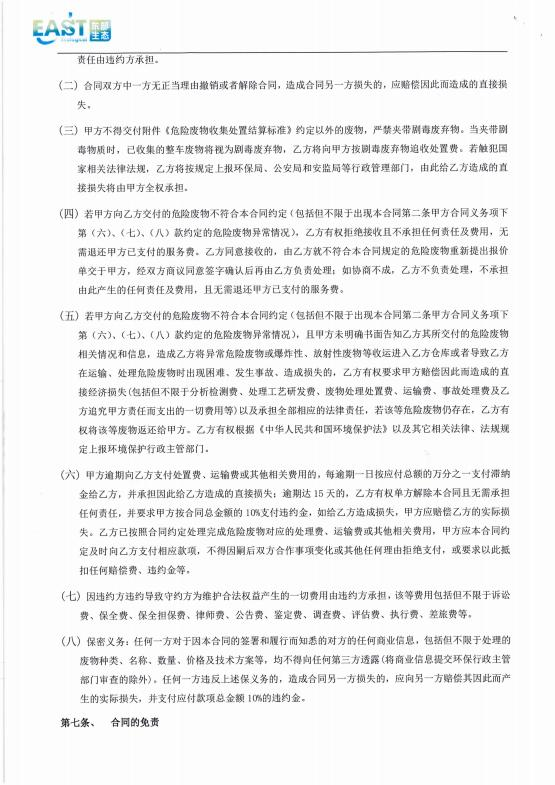 EAST 东部生态
Ecological
责任由违约方承担。
(二) 合同双方中一方无正当理由撤销或者解除合同，造成合同另一方损失的，应赔偿因此而造成的直接损
失。
(三) 甲方不得交付附件《危险废物收集处置结算标准》约定以外的废物，严禁夹带剧毒废弃物。当夹带剧
毒物质时，已收集的整车废物将视为剧毒废弃物，乙方将向甲方按剧毒废弃物追收处置费。若触犯国
家相关法律法规，乙方将按规定上报环保局、公安局和安监局等行政管理部门，由此给乙方造成的直
接损失将由甲方全权承担。
(四) 若甲方向乙方交付的危险废物不符合本合同约定（包括但不限于出现本合同第二条甲方合同义务项下
第（六）、（七）、（八）款约定的危险废物异常情况），乙方有权拒绝接收且不承担任何责任及费用，无
需退还甲方已支付的服务费。乙方同意接收的，由乙方就不符合本合同规定的危险废物重新提出报价
单交于甲方，经双方商议同意签字确认后再由乙方负责处理；如协商不成，乙方不负责处理，不承担
由此产生的任何责任及费用，且无需退还甲方已支付的服务费。
(五) 若甲方向乙方交付的危险废物不符合本合同约定（包括但不限于出现本合同第二条甲方合同义务项下
第（六）、（七）、（八）款约定的危险废物异常情况），且甲方未明确书面告知乙方其所交付的危险废物
相关情况和信息，造成乙方将异常危险废物或爆炸性、放射性废物等收运进入乙方仓库或者导致乙方
在运输、处理危险废物时出现困难、发生事故、造成损失的，乙方有权要求甲方赔偿因此而造成的直
接经济损失(包括但不限于分析检测费、处理工艺研发费、废物处理处置费、运输费、事故处理费及乙
方追究甲方责任而支出的一切费用等)以及承担全部相应的法律责任，若该等危险废物仍存在，乙方有
权将该等废物返还给甲方。乙方有权根据《中华人民共和国环境保护法》以及其它相关法律、法规规
定上报环境保护行政主管部门。
(六) 甲方逾期向乙方支付处置费、运输费或其他相关费用的，每逾期一日按应付总额的万分之一支付滞纳
金给乙方，并承担因此给乙方造成的直接损失；逾期达 15 天的，乙方有权单方解除本合同且无需承担
任何责任，并要求甲方按合同总金额的 10%支付违约金，如给乙方造成损失，甲方应赔偿乙方的实际损
失。乙方已按照合同约定处理完成危险废物对应的处理费、运输费或其他相关费用，甲方应本合同约
定及时向乙方支付相应款项，不得因嗣后双方合作事项变化或其他任何理由拒绝支付，或要求以此抵
扣任何赔偿费、违约金等。
(七) 因违约方违约导致守约方为维护合法权益产生的一切费用由违约方承担，该等费用包括但不限于诉讼
费、保全费、保全担保费、律师费、公告费、鉴定费、调查费、评估费、执行费、差旅费等。
(八) 保密义务：任何一方对于因本合同的签署和履行而知悉的对方的任何商业信息，包括但不限于处理的
废物种类、名称、数量、价格及技术方案等，均不得向任何第三方透露(将商业信息提交环保行政主管
部门审查的除外)。任何一方违反上述保义务的，造成合同另一方损失的，应向另一方赔偿其因此而产
生的实际损失，并支付应付款项总金额 10%的违约金。
第七条、 合同的免责